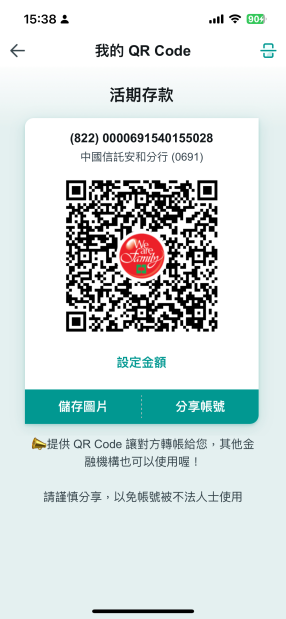 15:38
90
我的 QR Code
活期存款
(822) 0000691540155028
中國信託安和分行 (0691)
We
care
Family
設定金額
儲存圖片
分享帳號
提供 QR Code 讓對方轉帳給您，其他金
融機構也可以使用喔！
請謹慎分享，以免帳號被不法人士使用